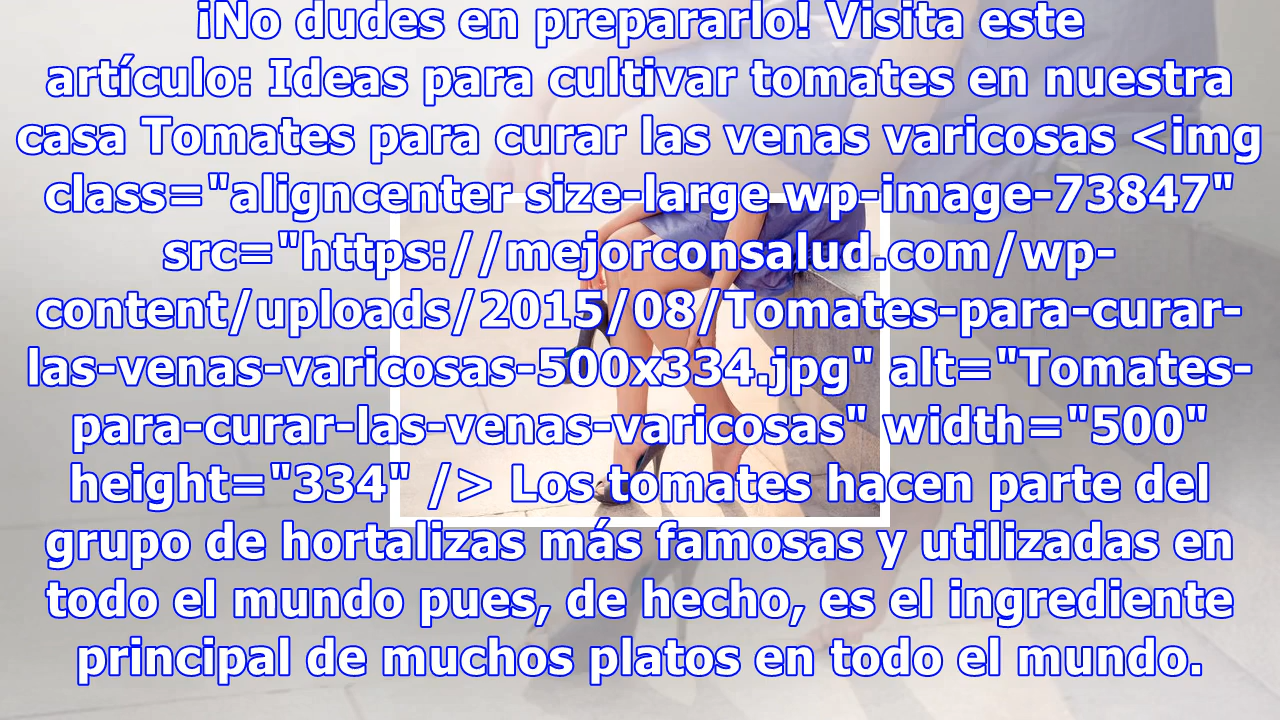 ¡No dudes en prepararlo! Visita este
artículo: Ideas para cultivar tomates en nuestra
casa Tomates para curar las venas varicosas <img
class="aligncenter size-large wp-image-73847"
src="https://mejorconsalud.com/wp-
content/uploads/2015/08/Tomates-para-curar-
las-venas-varicosas-500x334.jpg" alt="Tomates-
para-curar-las-venas-varicosas" width="500"
height="334" /> Los tomates hacen parte del
grupo de hortalizas más famosas y utilizadas en
todo el mundo pues, de hecho, es el ingrediente
principal de muchos platos en todo el mundo.